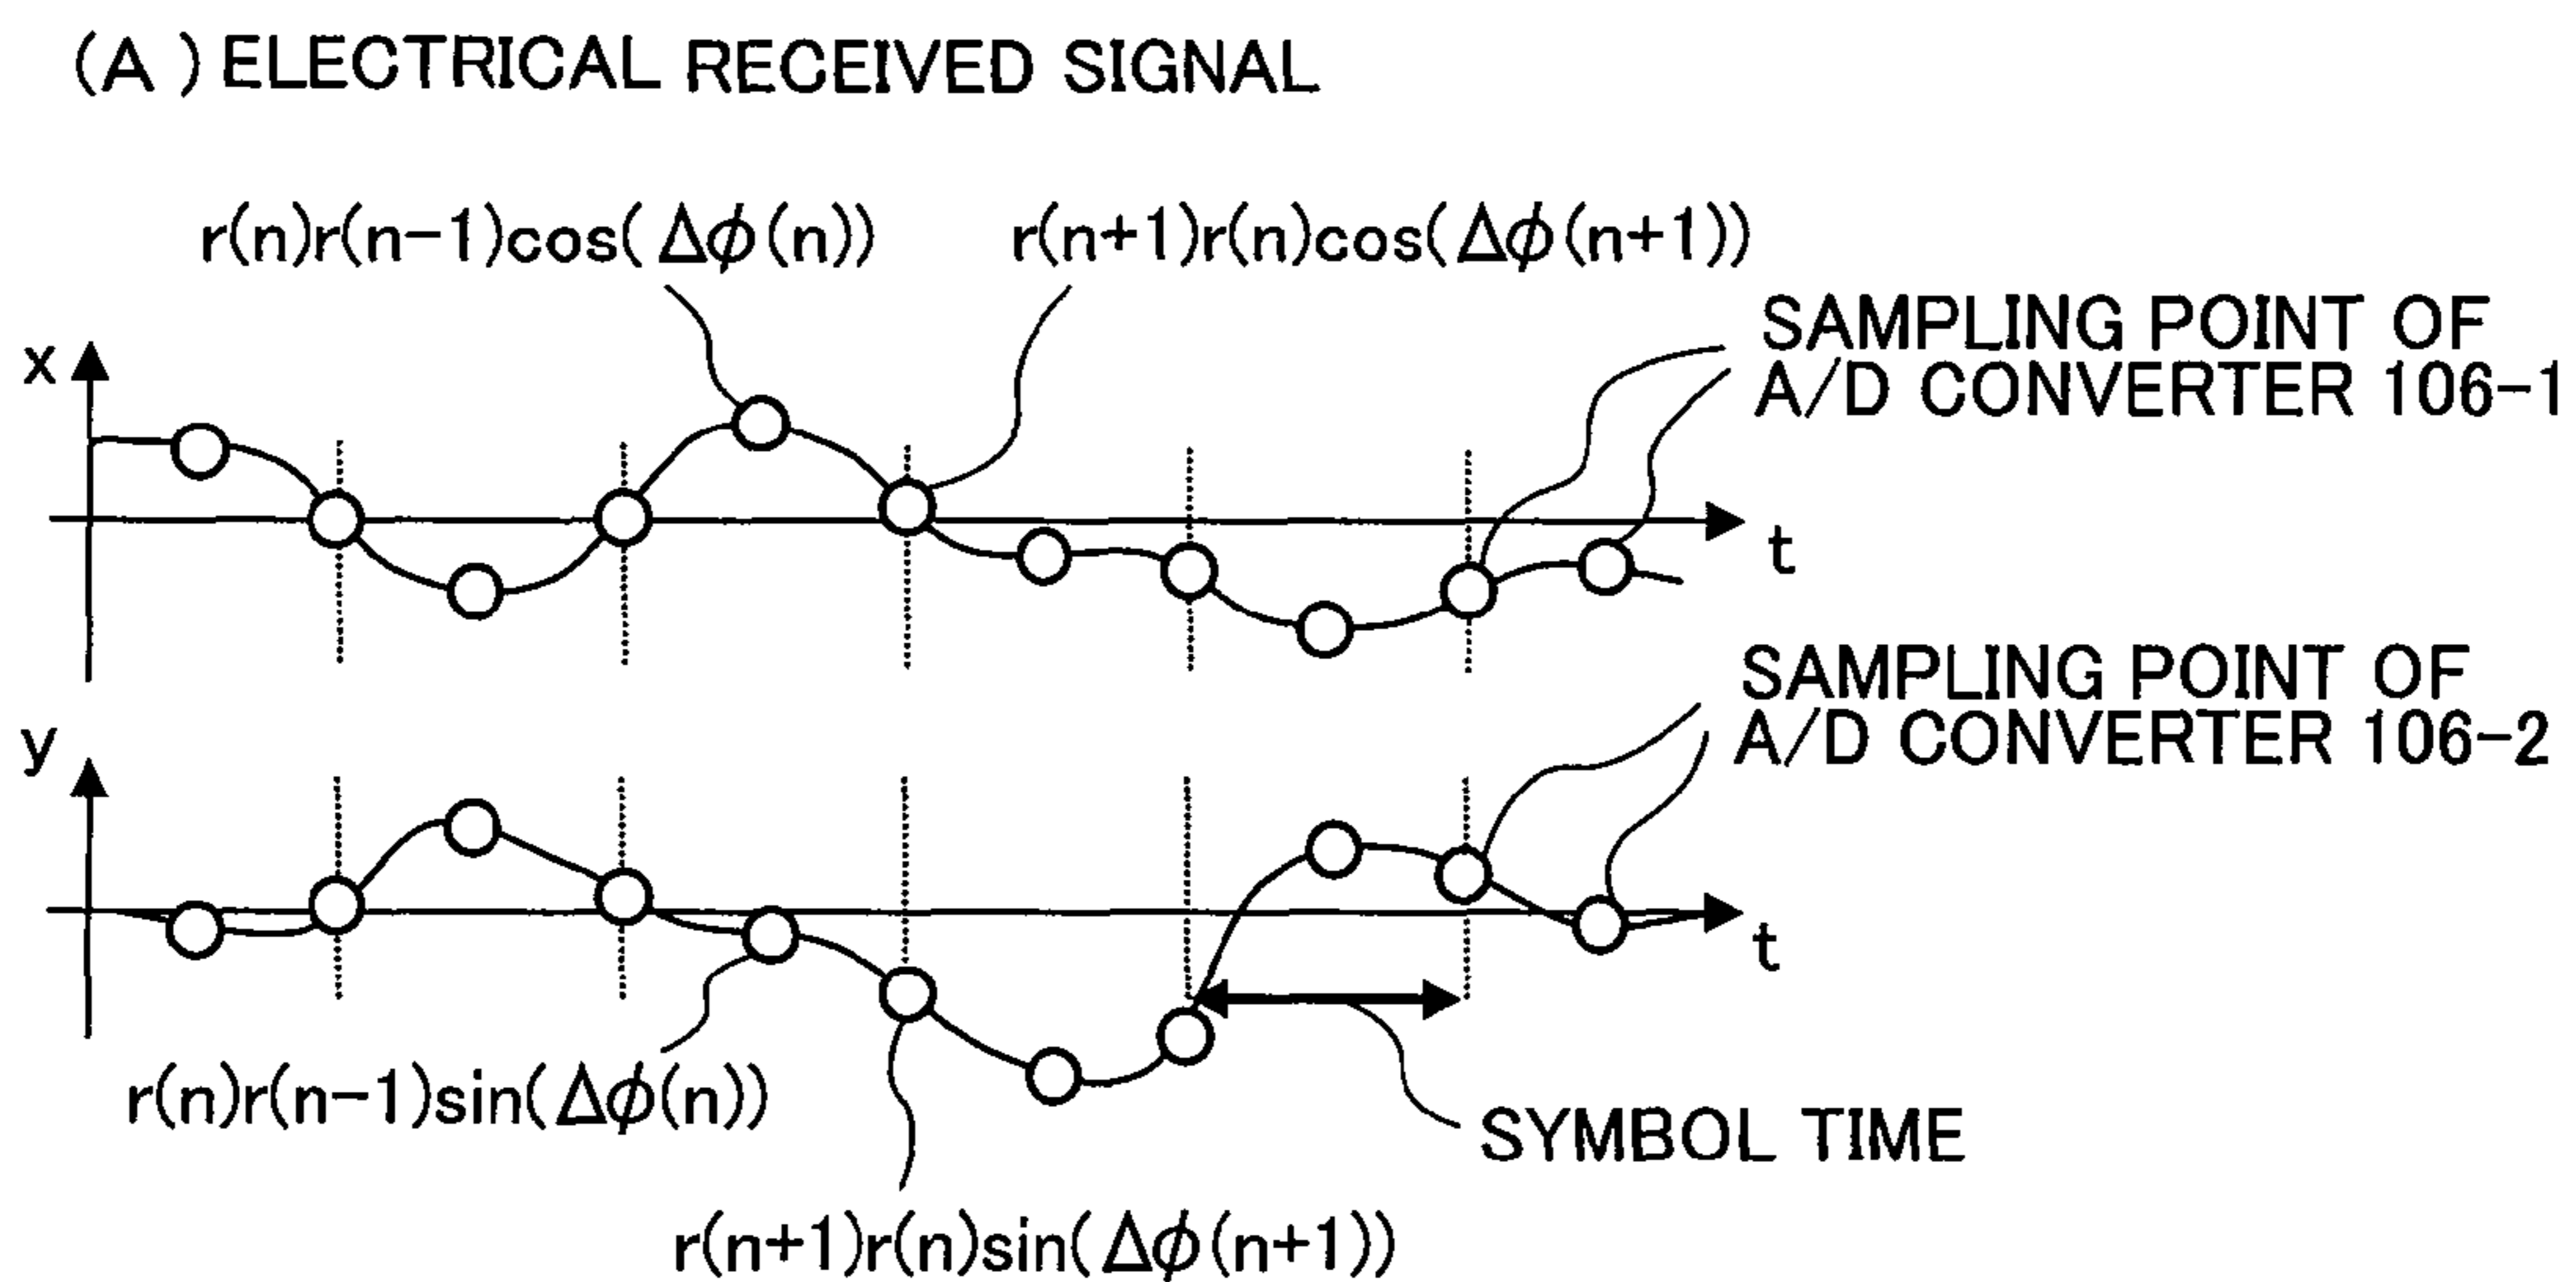 (A) ELECTRICAL RECEIVED SIGNAL
r(n)r(n-1)cos(Δϕ(n))
r(n+1)r(n)cos(Δϕ(n+1))
SAMPLING POINT OF
A/D CONVERTER 106-1
x
t
SAMPLING POINT OF
A/D CONVERTER 106-2
y
t
r(n)r(n-1)sin(Δϕ(n))
SYMBOL TIME
r(n+1)r(n)sin(Δϕ(n+1))